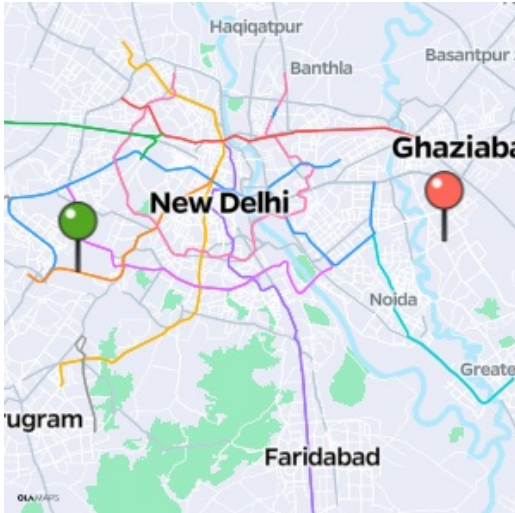 Haqiqatpur
Basantpur
Banthla
Ghaziaba
New Delhi
Noida
Greate
rugram
Faridabad
OLA MAPS